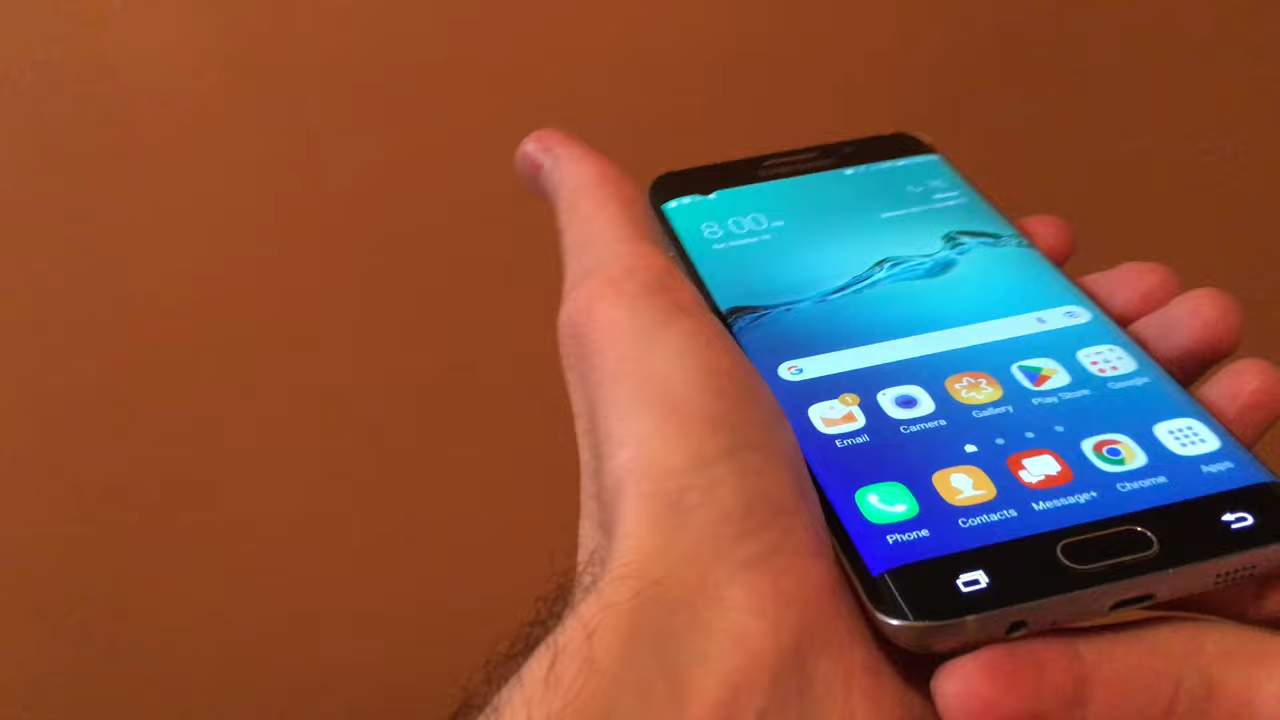 8:00
Email
Camera
Gallery
Play Store
Google
Phone
Contacts
Message+
Chrome
Apps